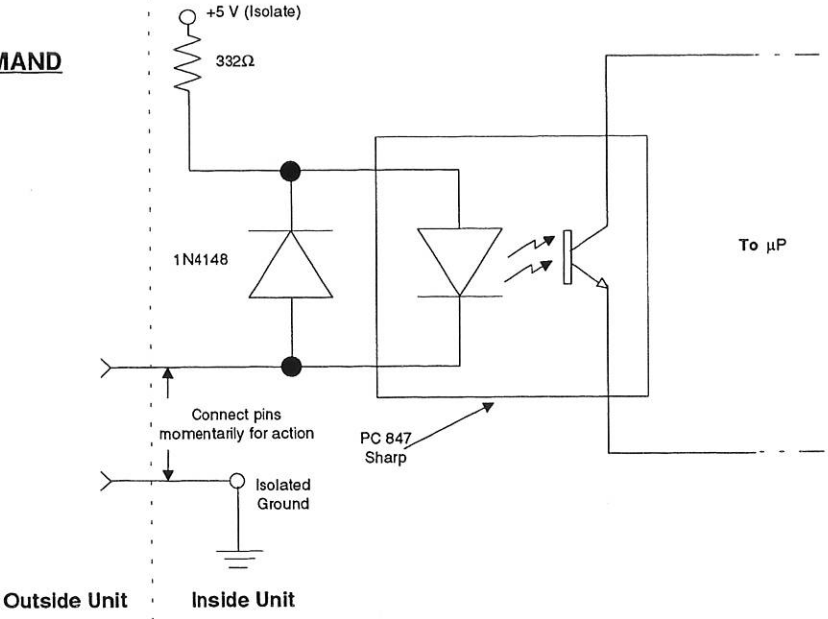 +5 V (Isolate)
332Ω
1N4148
To μP
Connect pins
momentarily for action
PC 847
Sharp
Isolated
Ground
Outside Unit
Inside Unit